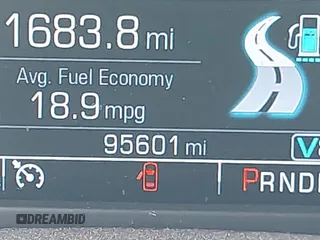 1683.8 mi
Avg. Fuel Economy
18.9 mpg
95601 mi
PRND
DREAMBID